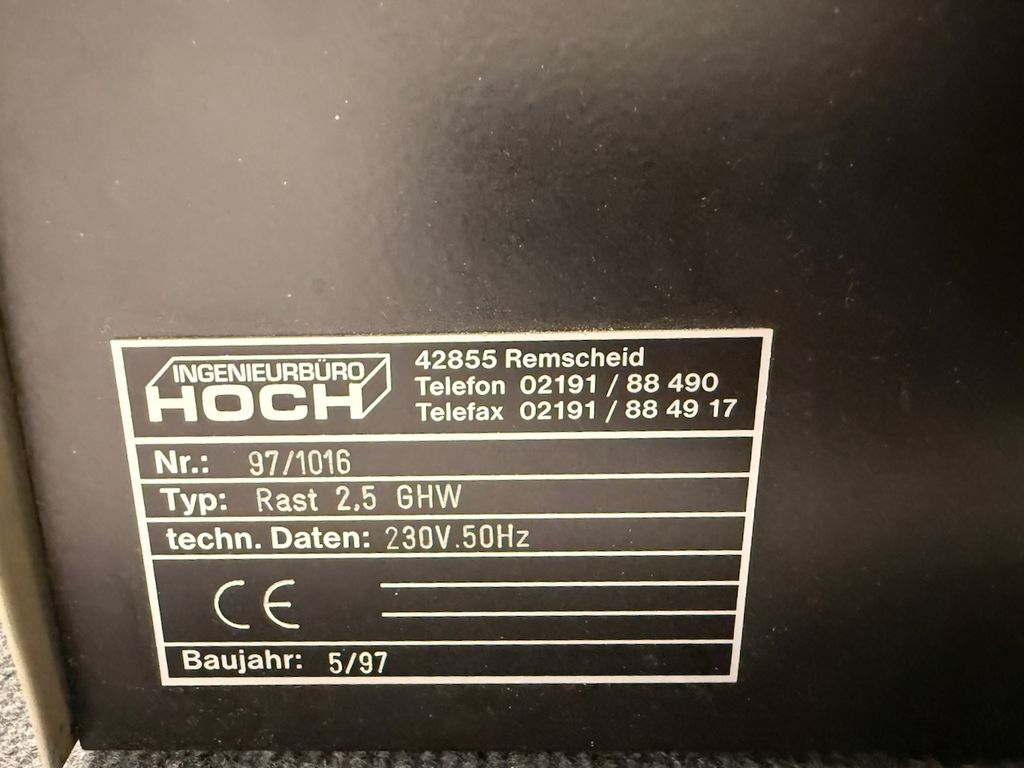 INGENIEURBÜRO
HOCH
42855 Remscheid
Telefon 02191 / 88 490
Telefax 02191 / 88 49 17
Nr.: 97/1016
Typ: Rast 2,5 GHW
techn. Daten: 230V.50Hz
CE
Baujahr: 5/97